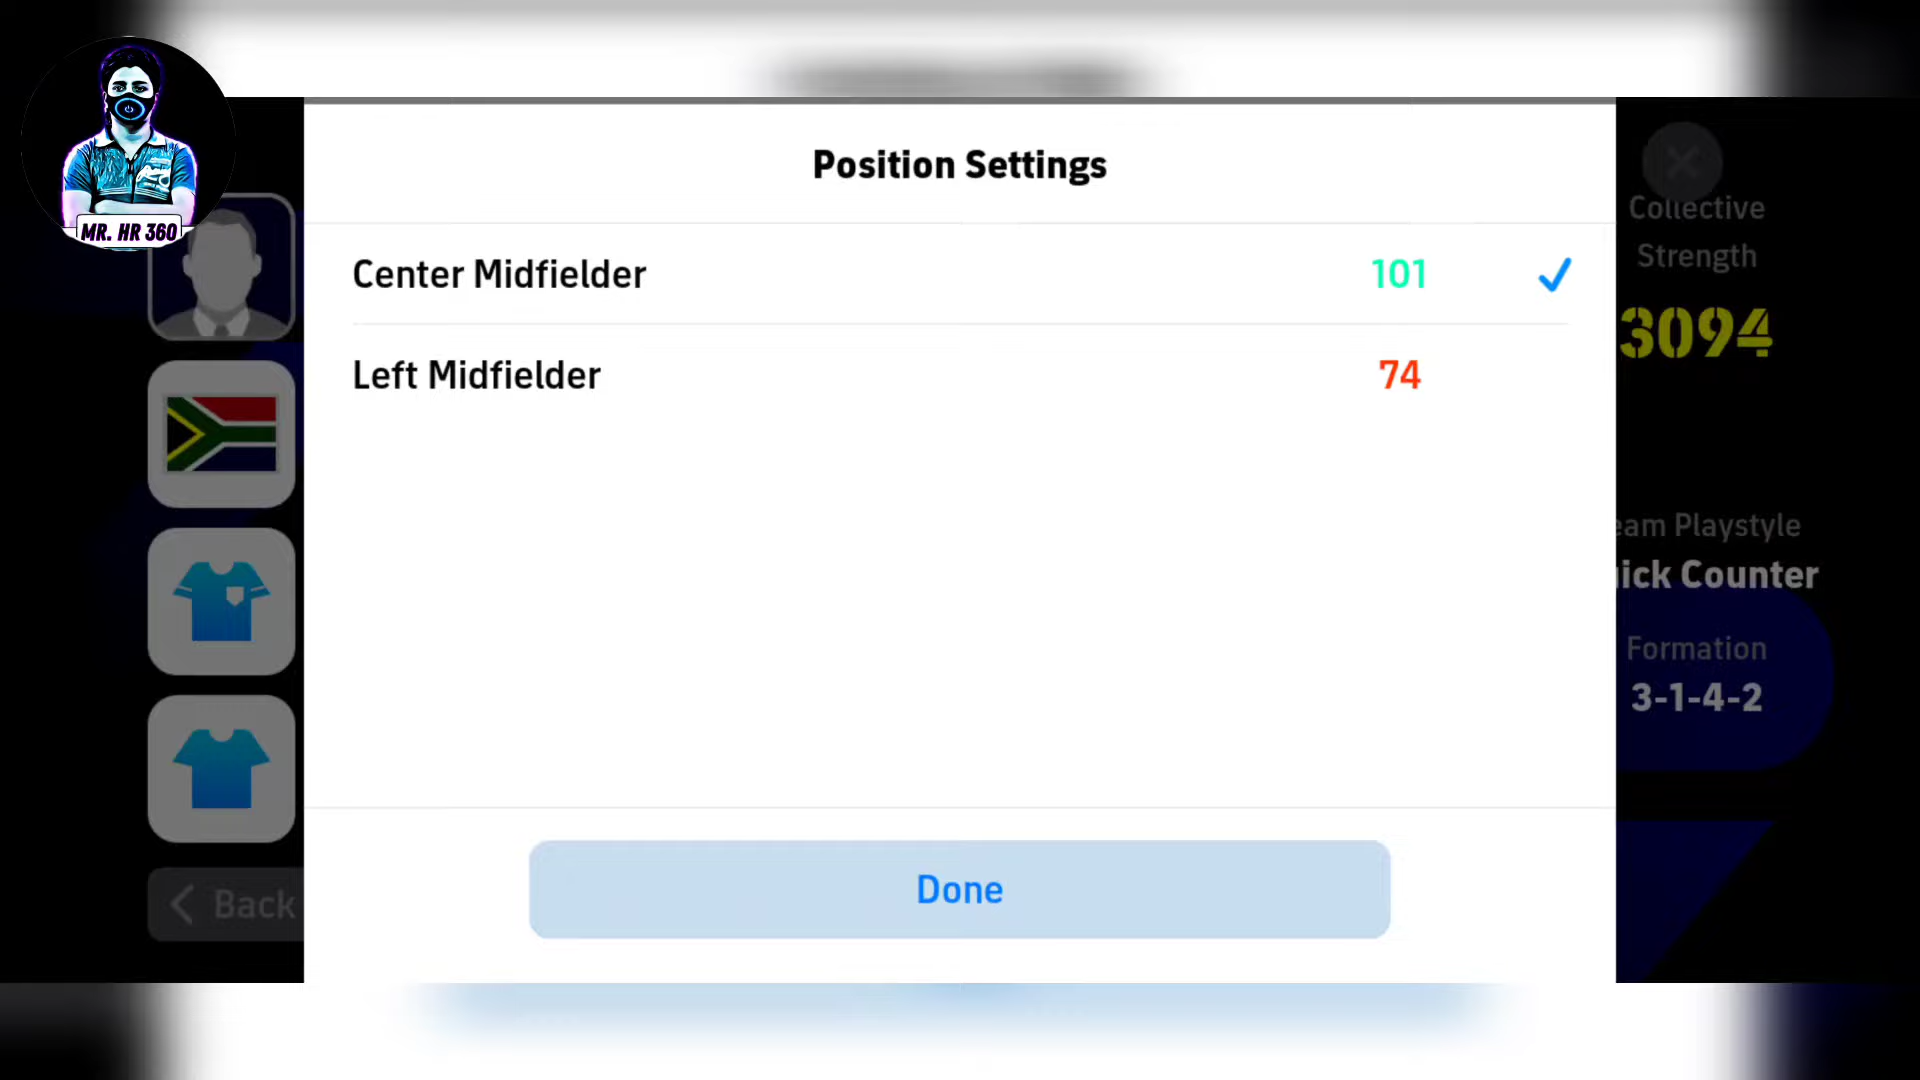 MR. HR 360
Position Settings
Center Midfielder 101
Left Midfielder 74
Done
Back
Collective
Strength
3094
eam Playstyle
ick Counter
Formation
3-1-4-2